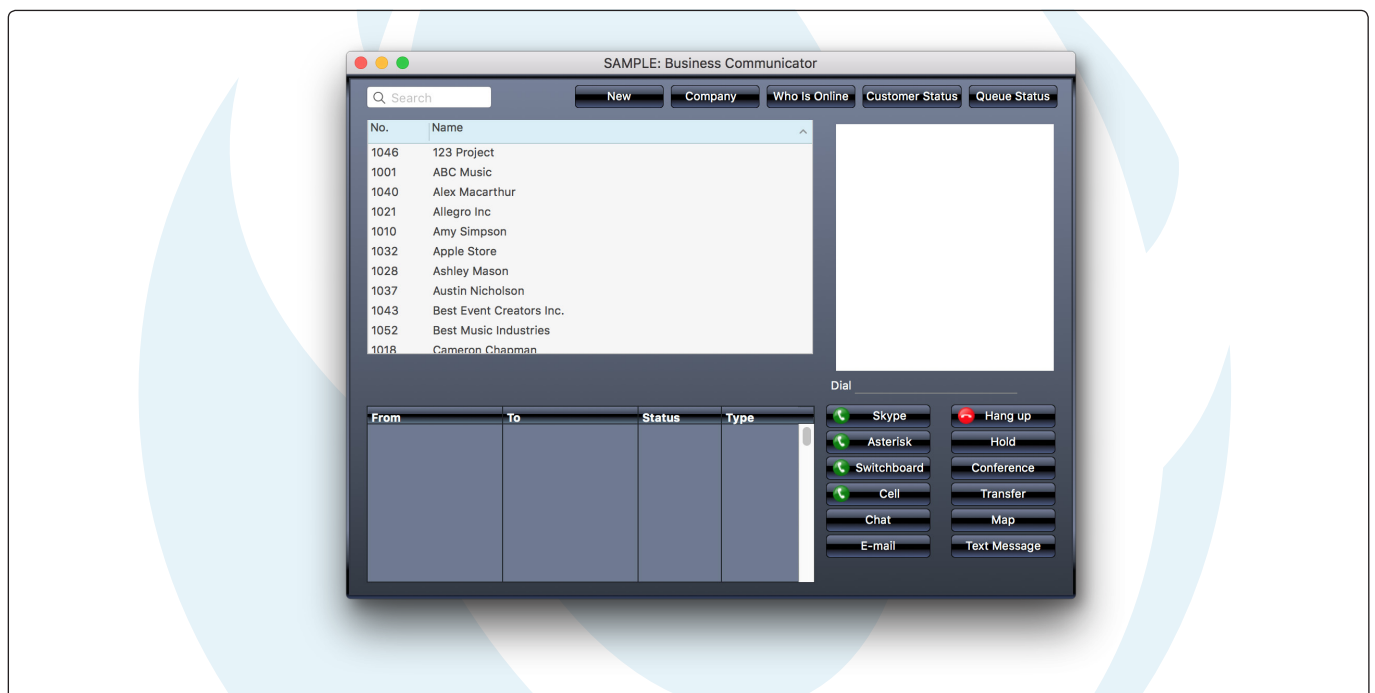 SAMPLE: Business Communicator
Search
New Company Who Is Online Customer Status Queue Status
No. Name
1046 123 Project
1001 ABC Music
1040 Alex Macarthur
1021 Allegro Inc
1010 Amy Simpson
1032 Apple Store
1028 Ashley Mason
1037 Austin Nicholson
1043 Best Event Creators Inc.
1052 Best Music Industries
1018 Cameron Chapman
Dial
From To Status Type
Skype Hang up
Asterisk Hold
Switchboard Conference
Cell Transfer
Chat Map
E-mail Text Message